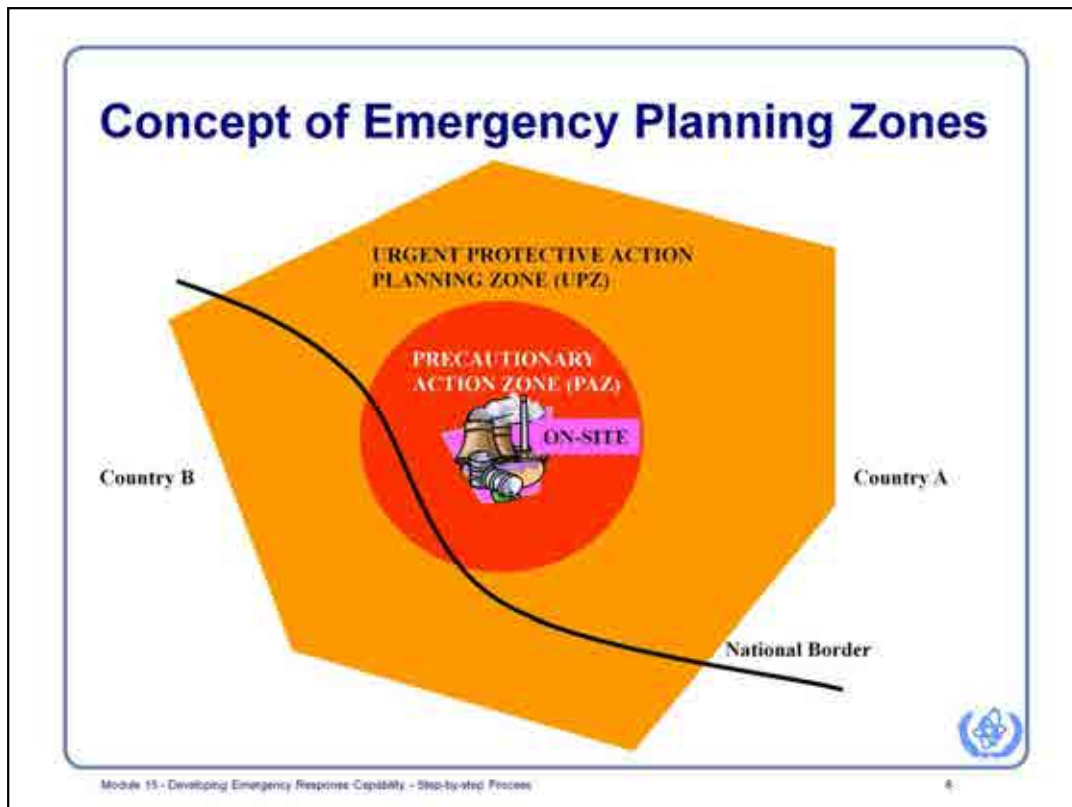 Concept of Emergency Planning Zones
URGENT PROTECTIVE ACTION
PLANNING ZONE (UPZ)
PRECAUTIONARY
ACTION ZONE (PAZ)
ON-SITE
Country B
Country A
National Border
Module 15 - Developing Emergency Response Capability - Step-by-step Process
6